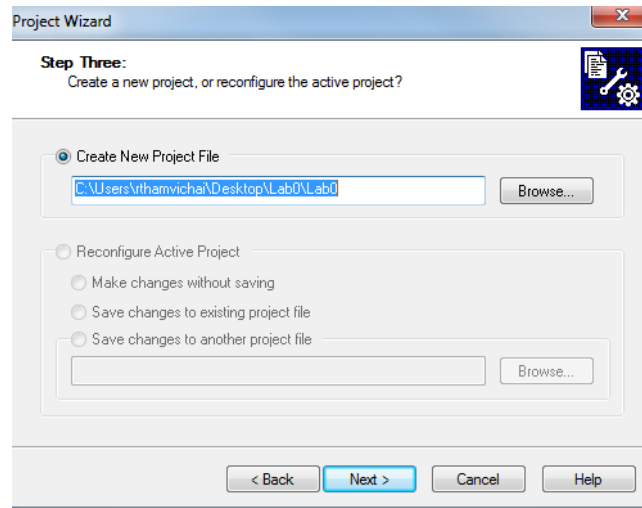 Project Wizard
Step Three:
Create a new project, or reconfigure the active project?
Create New Project File
C:\Users\rthamvichai\Desktop\Lab0\Lab0
Browse...
Reconfigure Active Project
Make changes without saving
Save changes to existing project file
Save changes to another project file
Browse...
< Back Next > Cancel Help